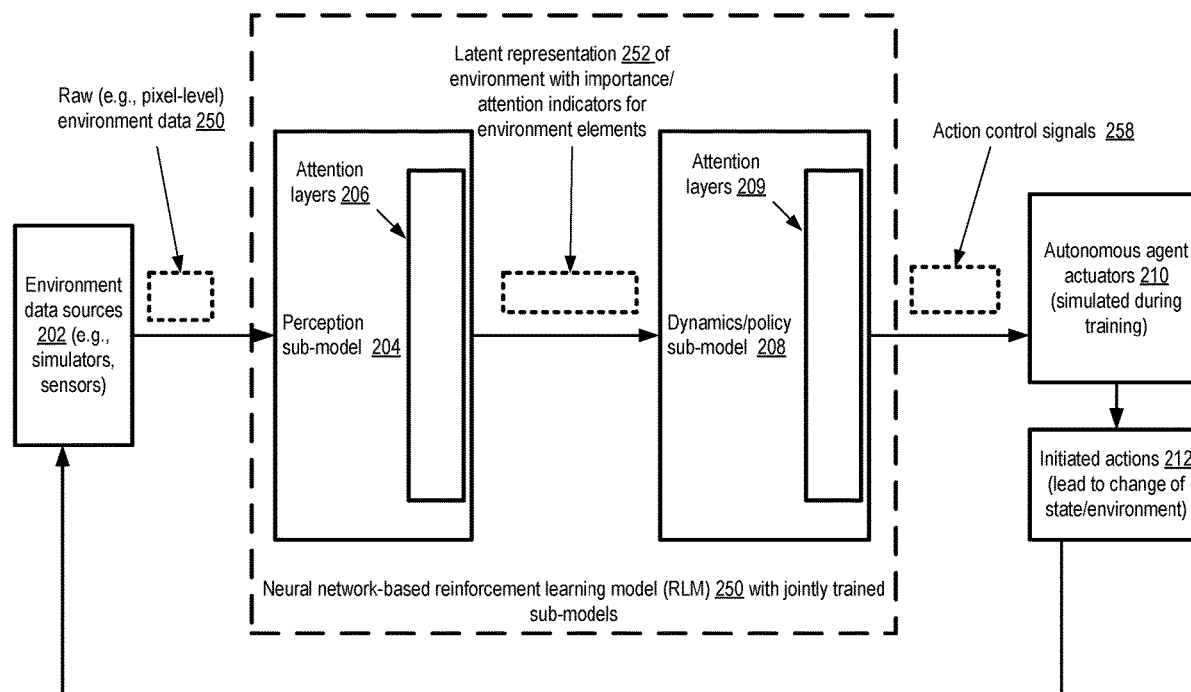 Latent representation 252 of
environment with importance/
attention indicators for
environment elements
Raw (e.g., pixel-level)
environment data 250
Action control signals 258
Attention
layers 206
Attention
layers 209
Environment
data sources
202 (e.g.,
simulators,
sensors)
Perception
sub-model 204
Dynamics/policy
sub-model 208
Autonomous agent
actuators 210
(simulated during
training)
Initiated actions 212
(lead to change of
state/environment)
Neural network-based reinforcement learning model (RLM) 250 with jointly trained
sub-models